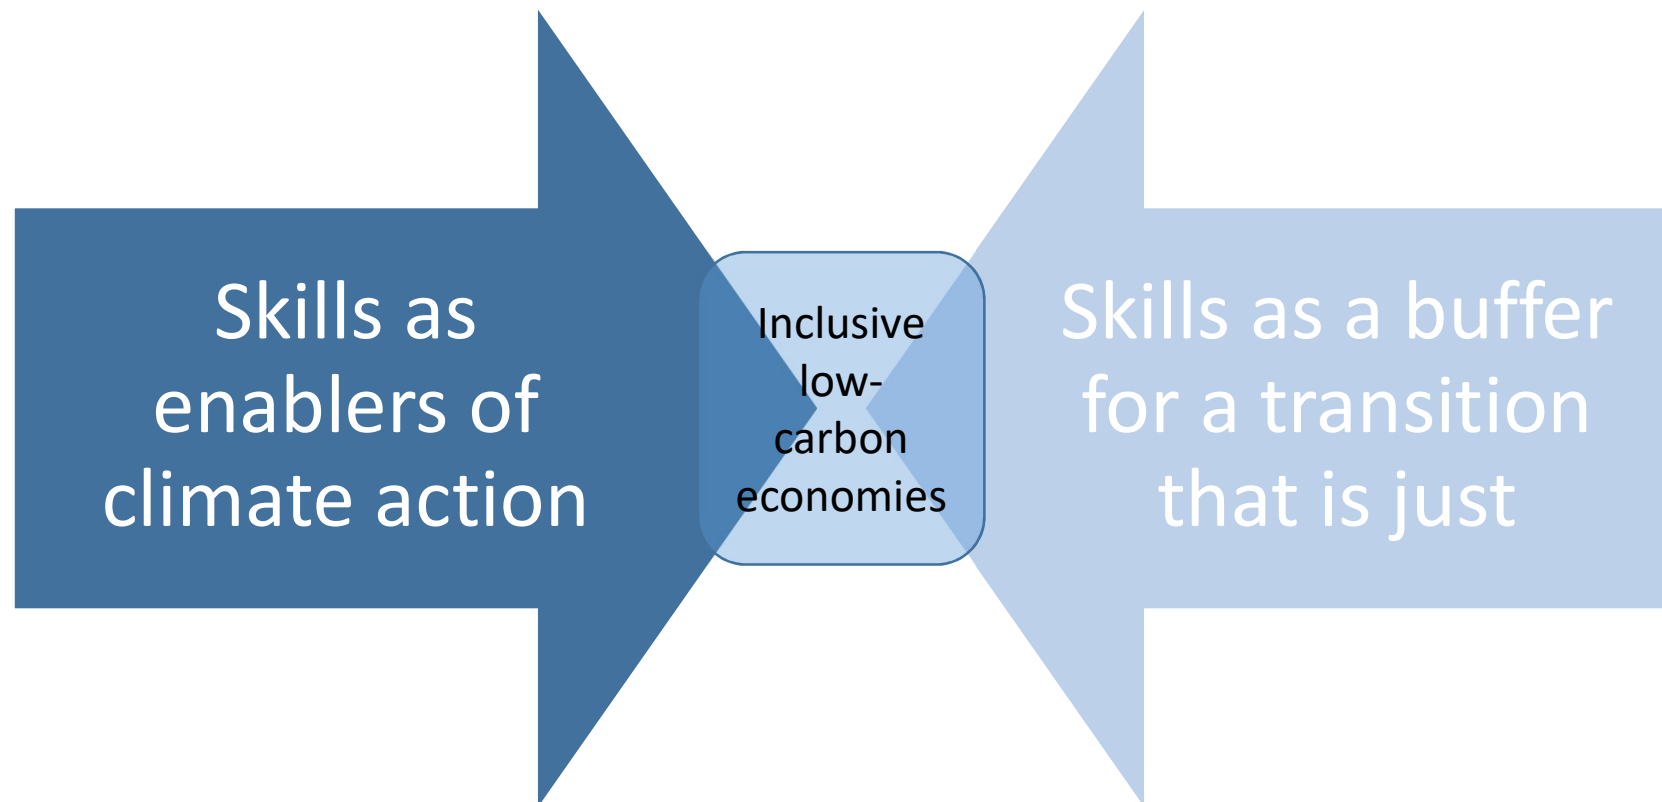 Skills as
enablers of
climate action
Inclusive
low-
carbon
economies
Skills as a buffer
for a transition
that is just